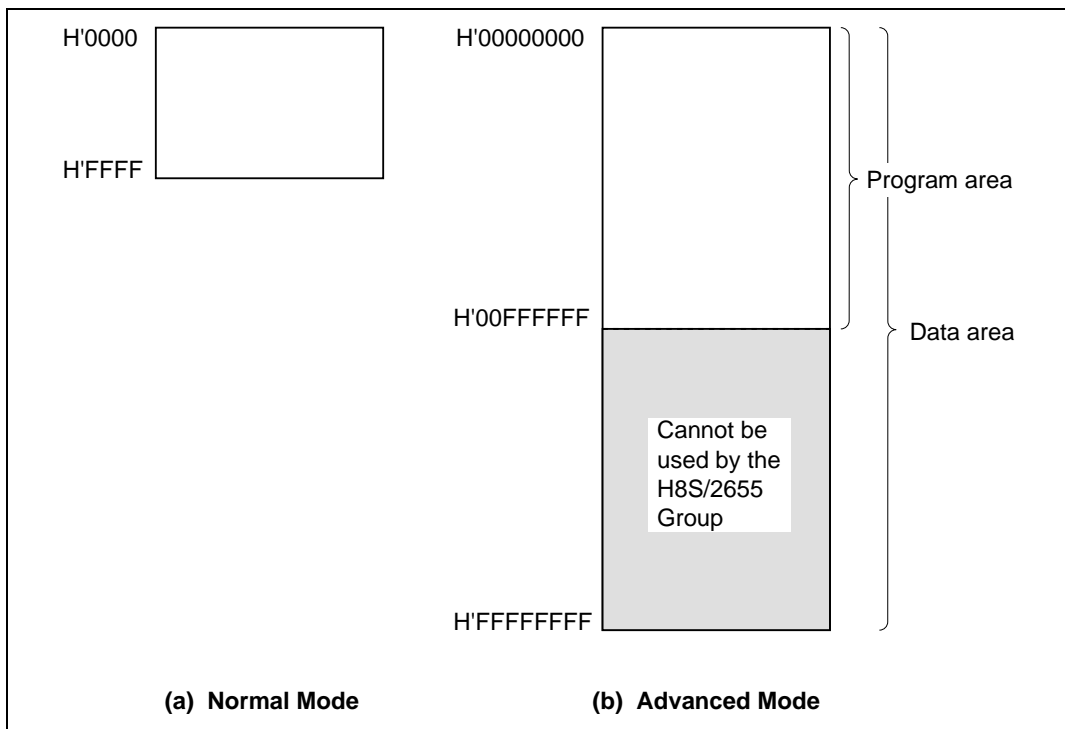 H'0000
H'FFFF
H'00000000
H'00FFFFFF
H'FFFFFFFF
Program area
Data area
Cannot be
used by the
H8S/2655
Group
(a) Normal Mode
(b) Advanced Mode